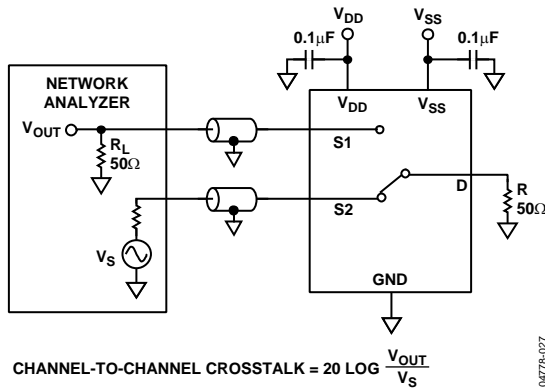 VDD
VSS
0.1μF
0.1μF
NETWORK
ANALYZER
VDD
VSS
VOUT
RL
50Ω
S1
S2
D
R
50Ω
VS
GND
CHANNEL-TO-CHANNEL CROSSTALK = 20 LOG VOUT
VS
04778-027